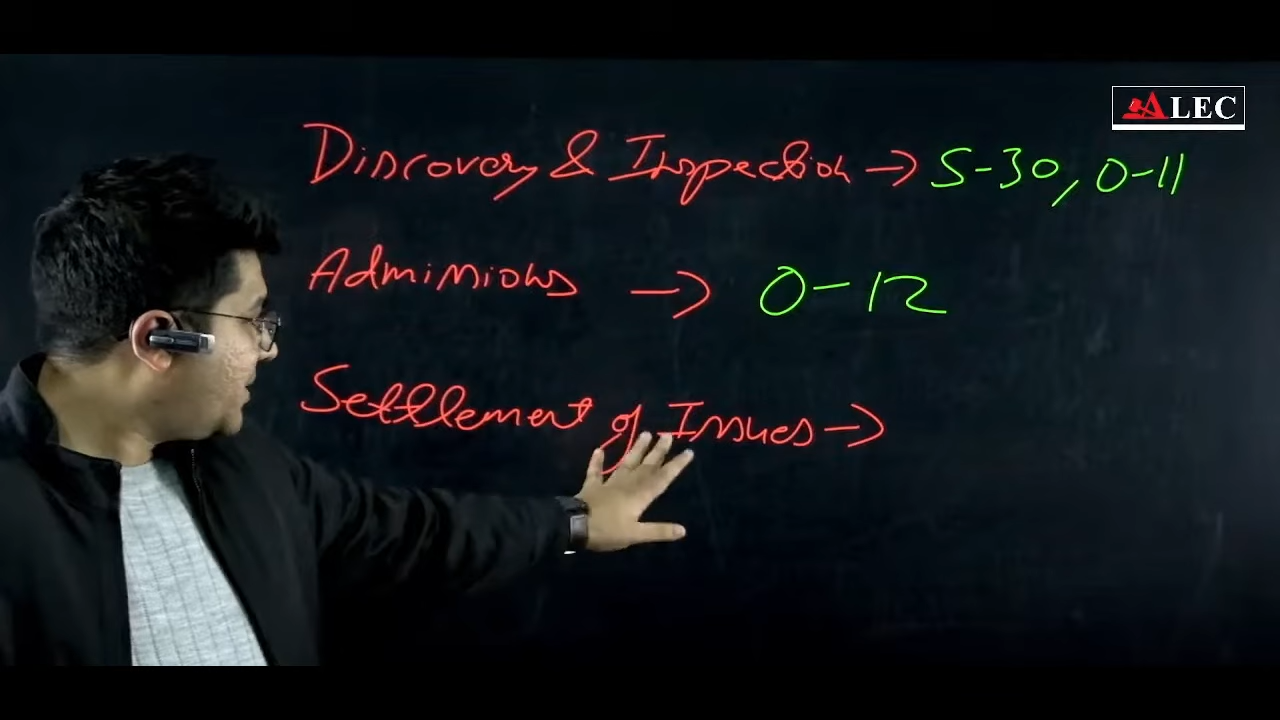 ALEC
Discovery & Inspection → S-30, O-11
Admissions → O-12
Settlement of Issues →